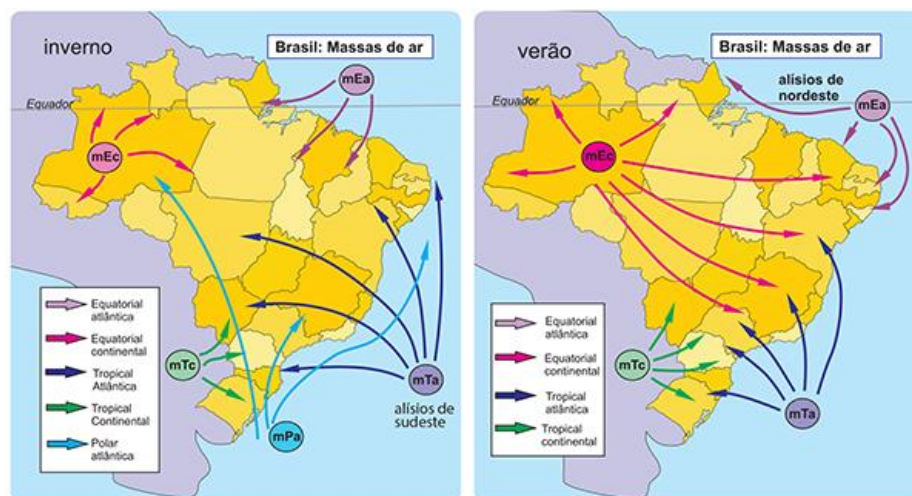 inverno
Brasil: Massas de ar
mEa
Equador
mEc
Equatorial
atlântica
Equatorial
continental
Tropical
Atlântica
Tropical
Continental
Polar
atlântica
mTc
mTa
alísios de
sudeste
mPa
verão
Brasil: Massas de ar
alísios de
nordeste
Equador
mEa
mEc
Equatorial
atlântica
Equatorial
continental
Tropical
atlântica
Tropical
continental
mTc
mTa